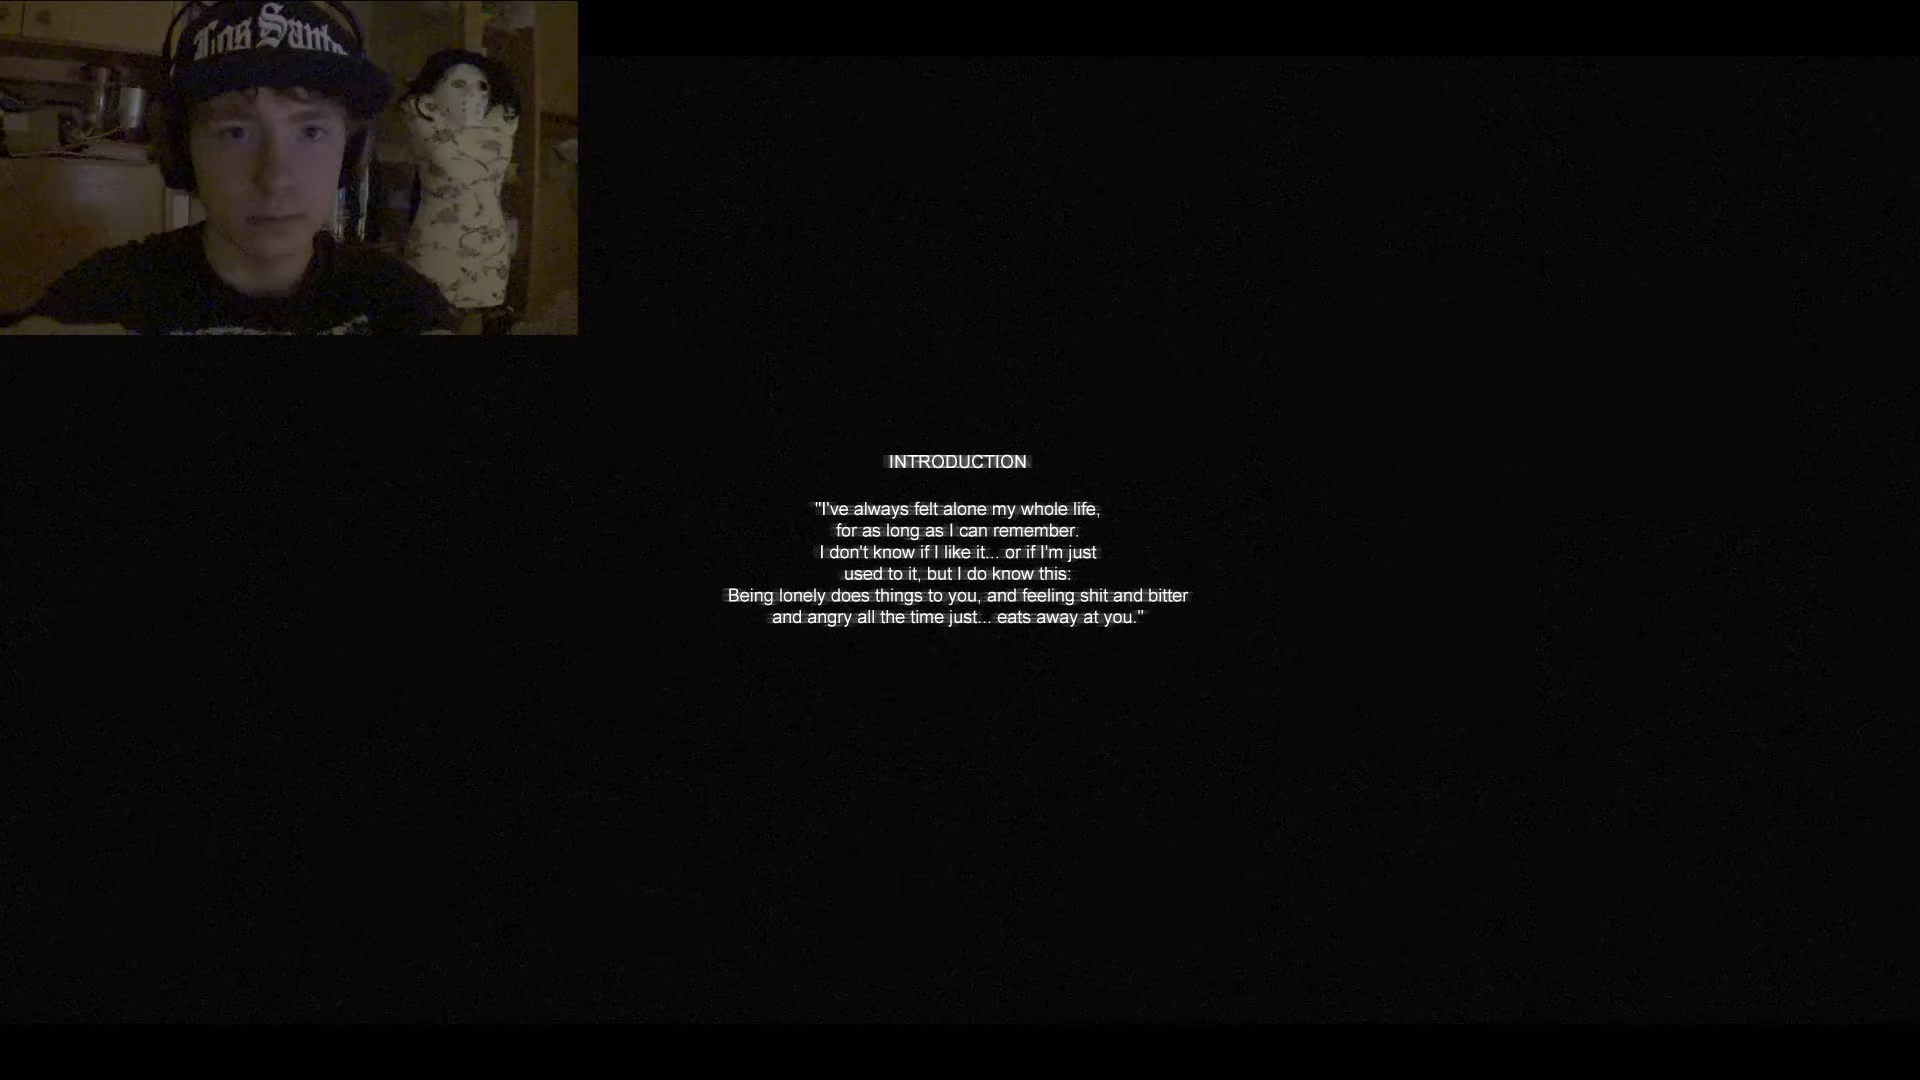 Los Santos
INTRODUCTION
"I've always felt alone my whole life,
for as long as I can remember.
I don't know if I like it... or if I'm just
used to it, but I do know this:
Being lonely does things to you, and feeling shit and bitter
and angry all the time just... eats away at you."